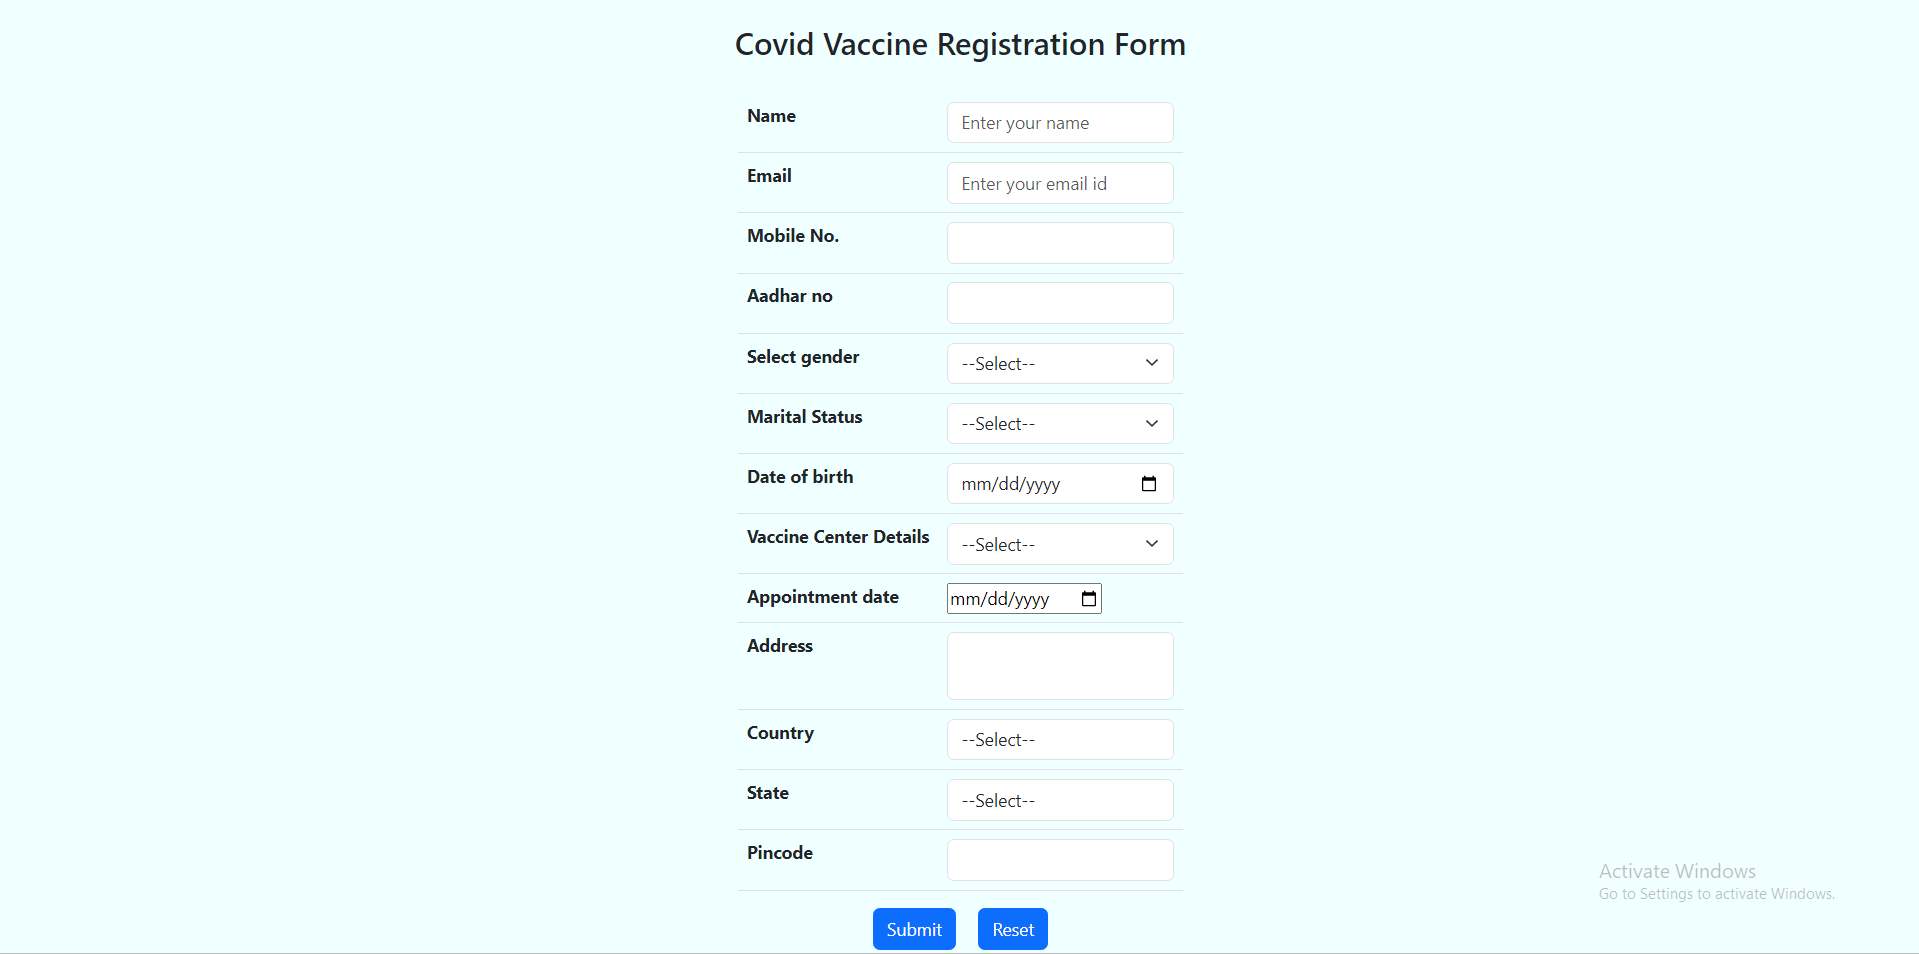 Covid Vaccine Registration Form
Name Enter your name
Email Enter your email id
Mobile No.
Aadhar no
Select gender --Select--
Marital Status --Select--
Date of birth mm/dd/yyyy
Vaccine Center Details --Select--
Appointment date mm/dd/yyyy
Address
Country --Select--
State --Select--
Pincode
Submit Reset
Activate Windows
Go to Settings to activate Windows.